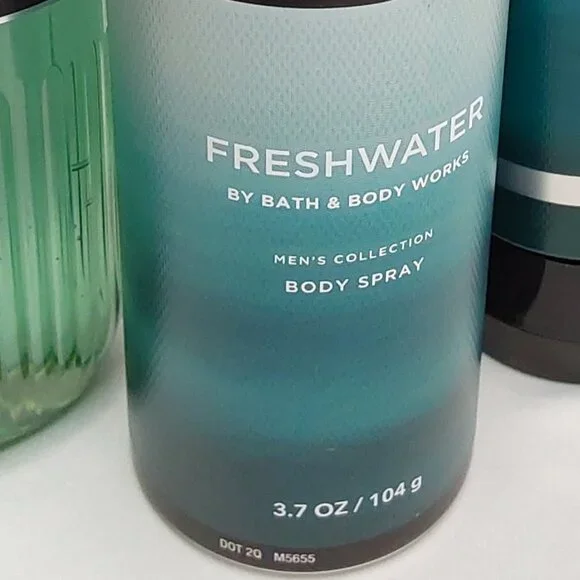 FRESHWATER
BY BATH & BODY WORKS
MEN'S COLLECTION
BODY SPRAY
3.7 OZ / 104 g
DOT 2Q M5655